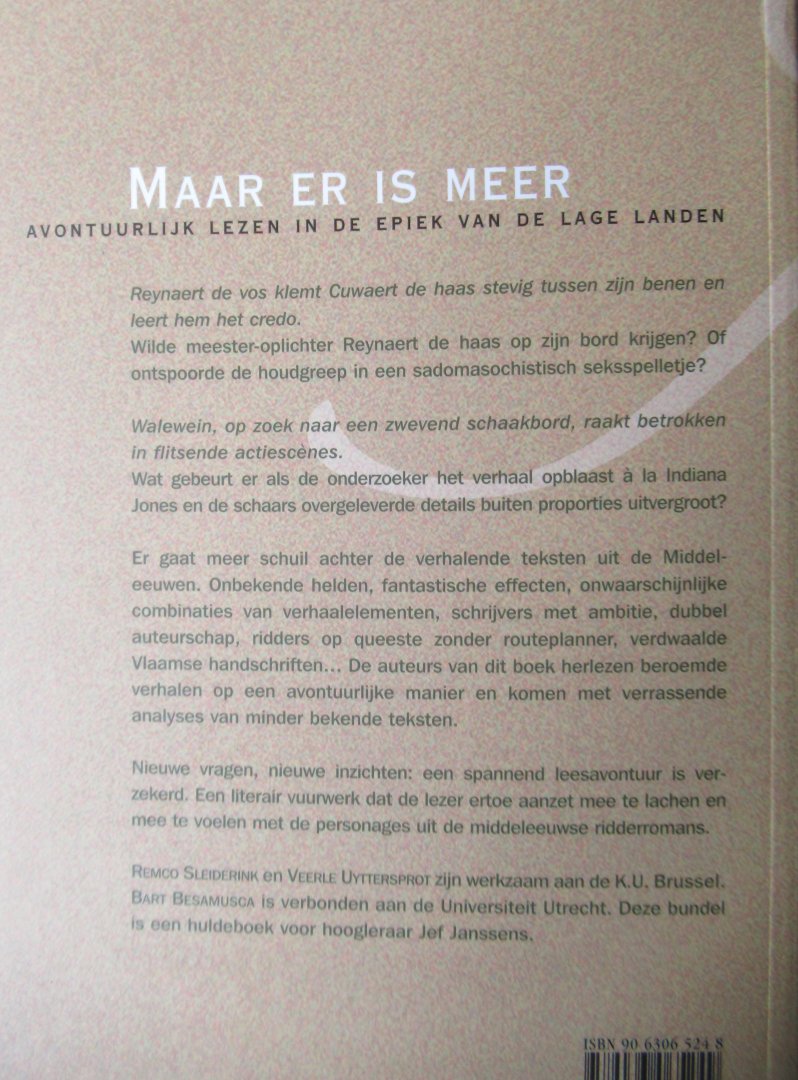 MAAR ER IS MEER
AVONTUURLIJK LEZEN IN DE EPIEK VAN DE LAGE LANDEN
Reynaert de vos klemt Cuwaert de haas stevig tussen zijn benen en
leert hem het credo.
Wilde meester-oplichter Reynaert de haas op zijn bord krijgen? Of
ontspoorde de houdgreep in een sadomasochistisch seksspelletje?
Walewein, op zoek naar een zwevend schaakbord, raakt betrokken
in flitsende actiescènes.
Wat gebeurt er als de onderzoeker het verhaal opblaast à la Indiana
Jones en de schaars overgeleverde details buiten proporties uitvergroot?
Er gaat meer schuil achter de verhalende teksten uit de Middel-
eeuwen. Onbekende helden, fantastische effecten, onwaarschijnlijke
combinaties van verhaalelementen, schrijvers met ambitie, dubbel
auteurschap, ridders op queeste zonder routeplanner, verdwaalde
Vlaamse handschriften... De auteurs van dit boek herlezen beroemde
verhalen op een avontuurlijke manier en komen met verrassende
analyses van minder bekende teksten.
Nieuwe vragen, nieuwe inzichten: een spannend leesavontuur is ver-
zekerd. Een literair vuurwerk dat de lezer ertoe aanzet mee te lachen en
mee te voelen met de personages uit de middeleeuwse ridderromans.
REMCO SLEIDERINK en VEERLE UYTTERSPROT zijn werkzaam aan de K.U. Brussel.
BART BESAMUSCA is verbonden aan de Universiteit Utrecht. Deze bundel
is een huldeboek voor hoogleraar Jef Janssens.
ISBN 90 6306 524 8